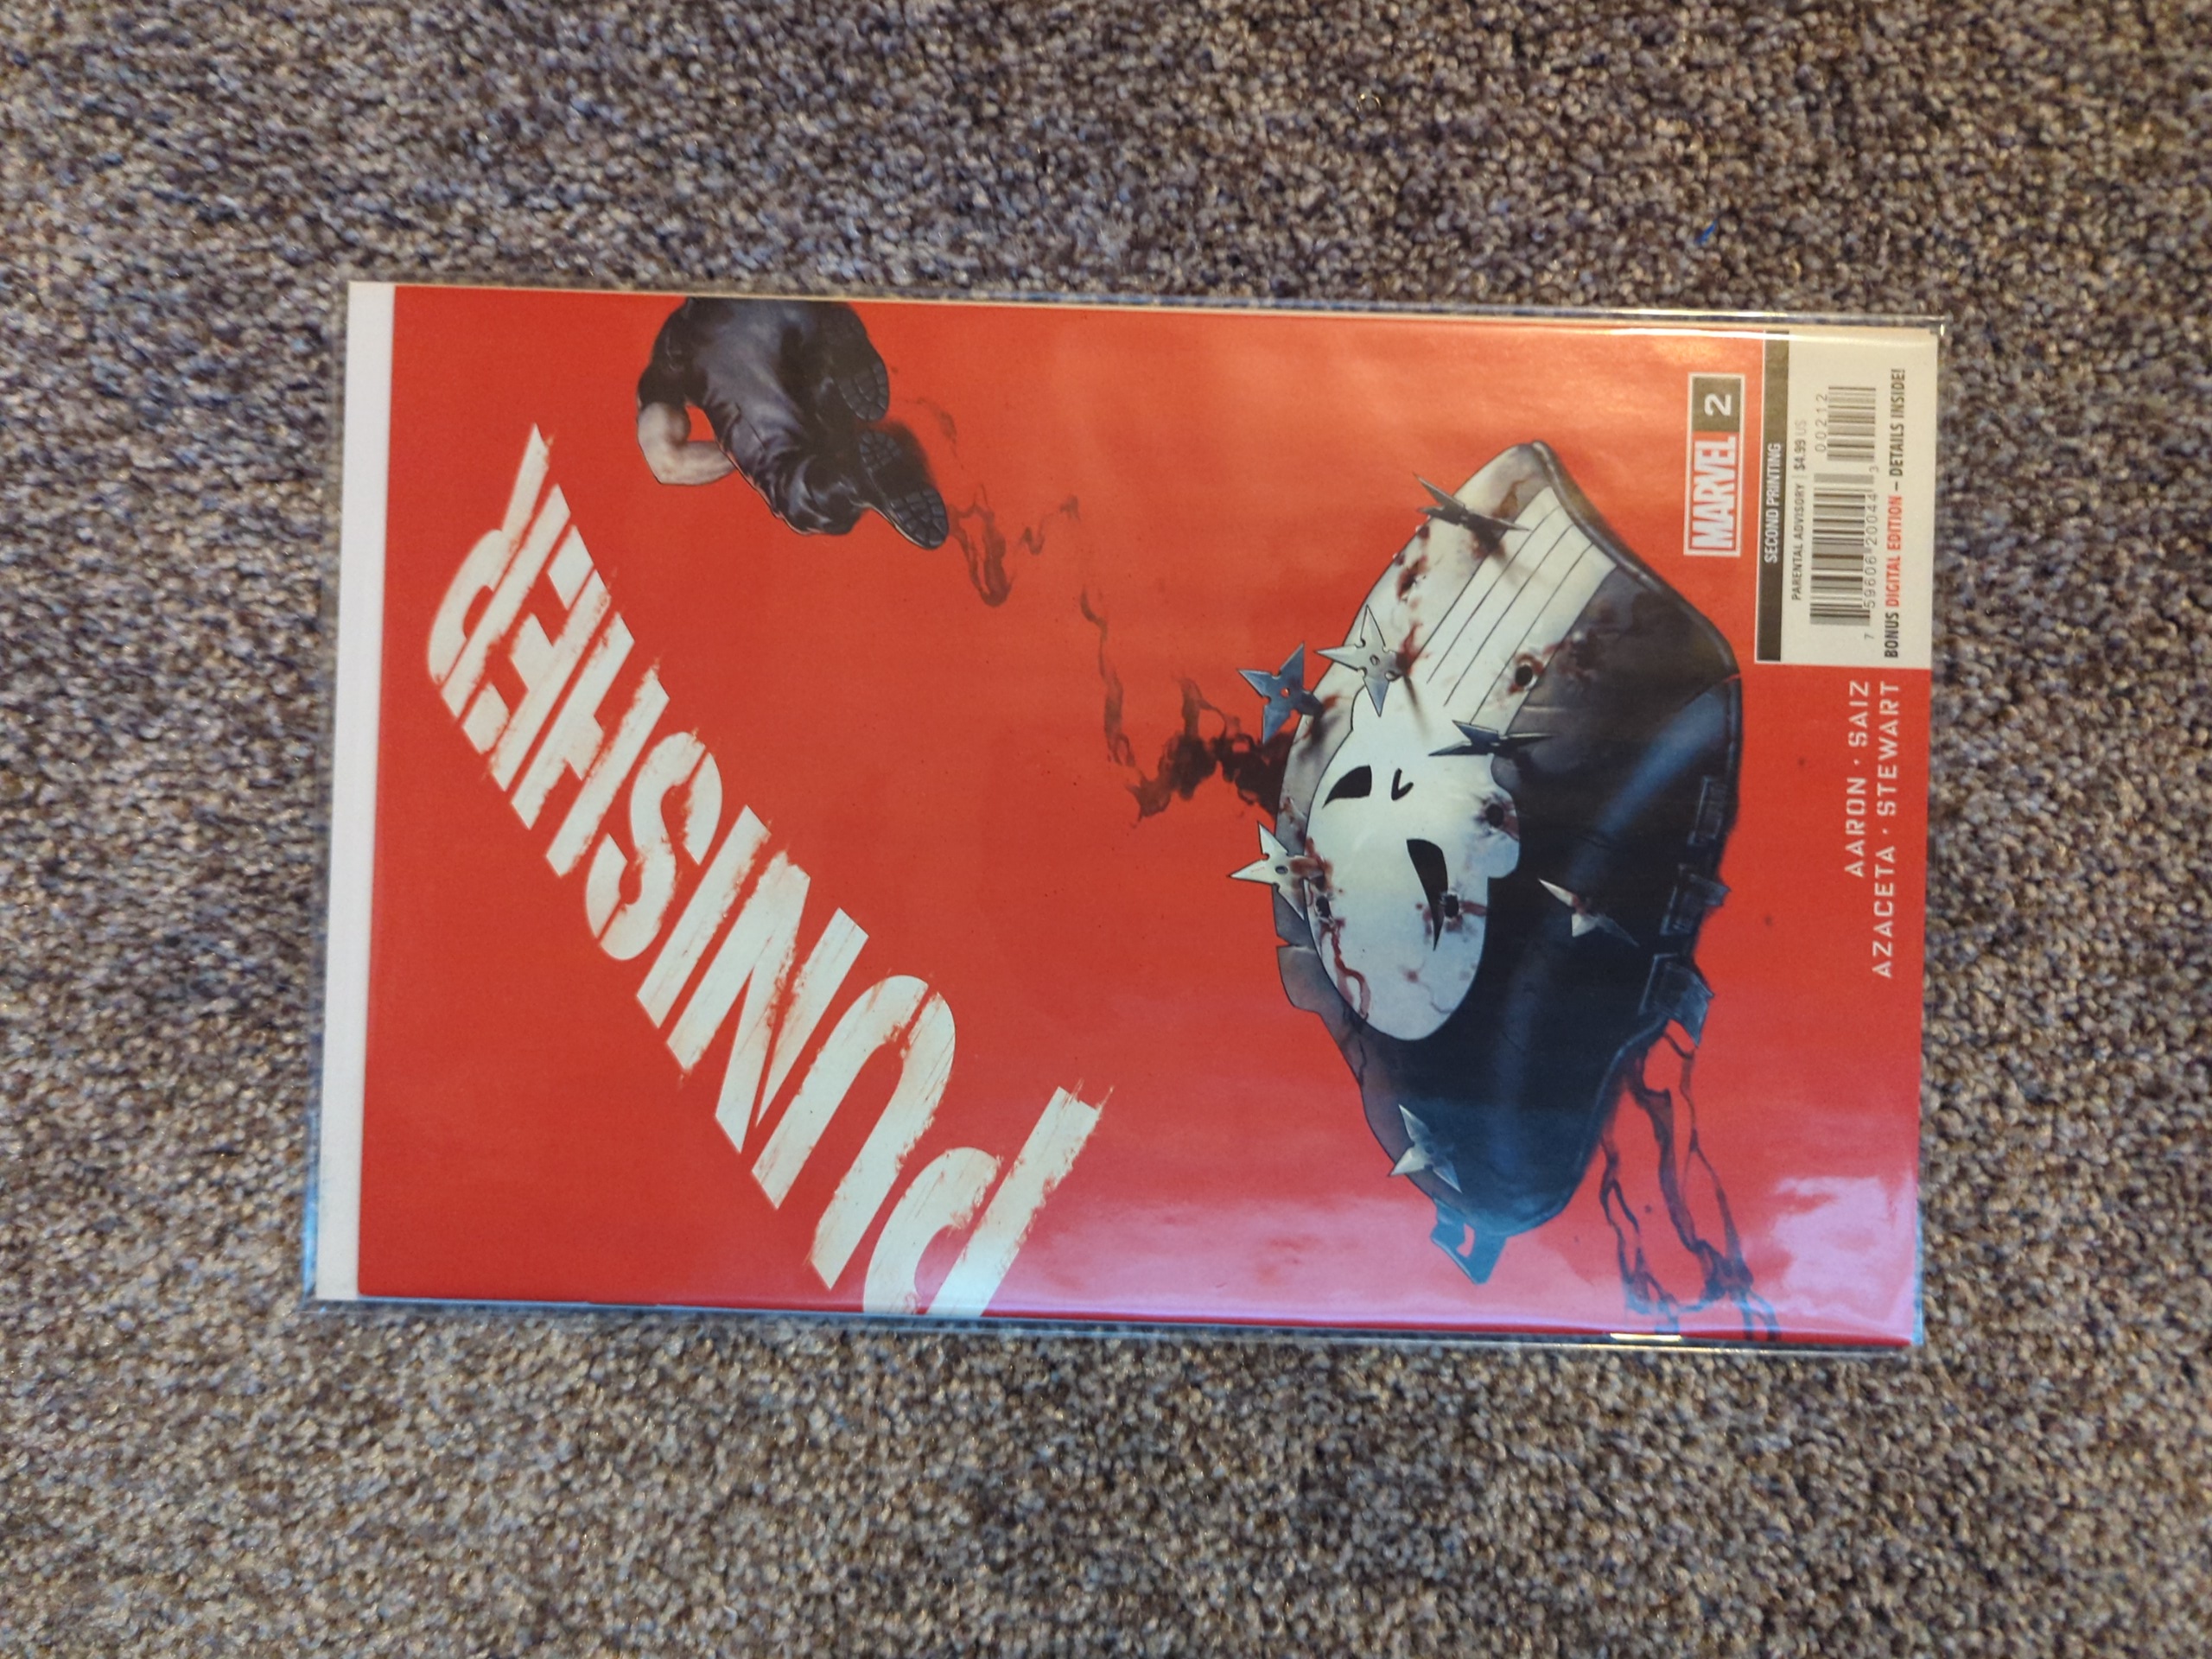 PUNISHER
MARVEL 2
SECOND PRINTING
PARENTAL ADVISORY | $4.99 US
00212
7 59606 20044 3
BONUS DIGITAL EDITION – DETAILS INSIDE!
AARON · SAIZ
AZACETA · STEWART